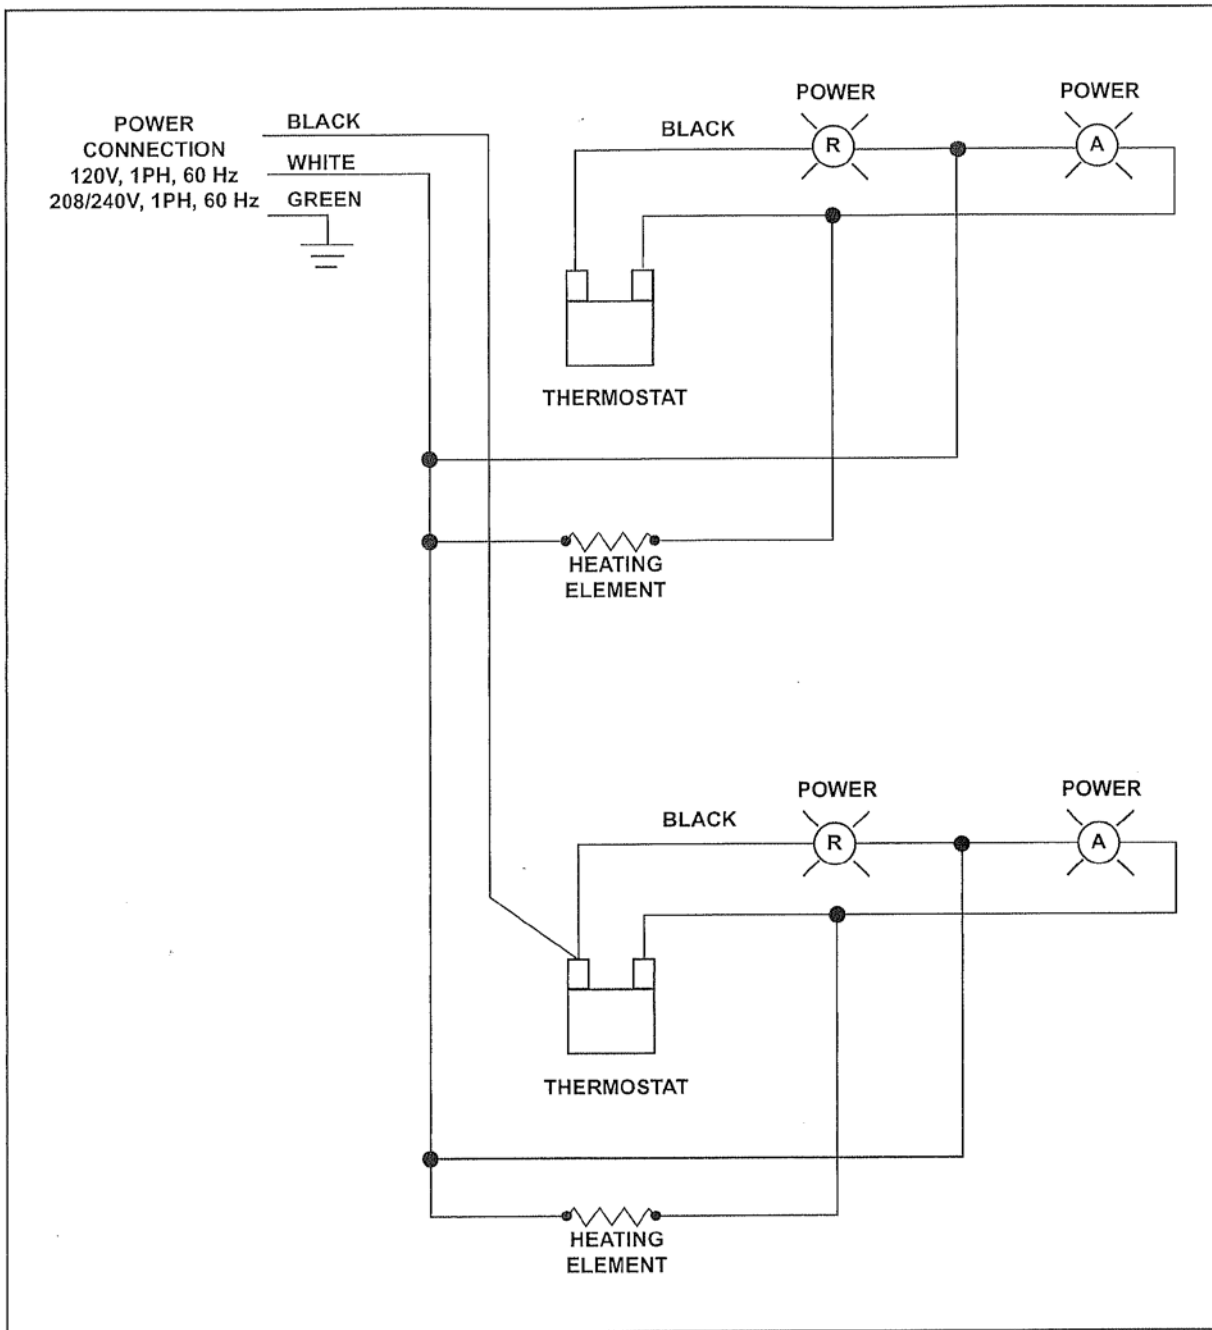 POWER
CONNECTION
120V, 1PH, 60 Hz
208/240V, 1PH, 60 Hz
BLACK
WHITE
GREEN
BLACK
POWER
R
POWER
A
THERMOSTAT
HEATING
ELEMENT
BLACK
POWER
R
POWER
A
THERMOSTAT
HEATING
ELEMENT